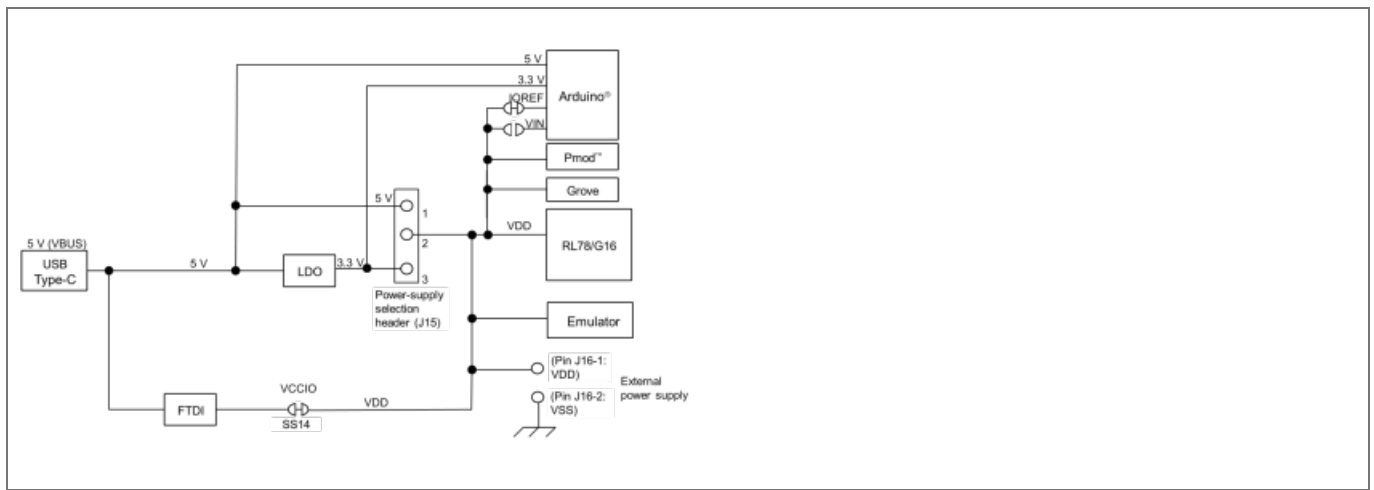 5 V
3.3 V
IOREF
Arduino®
VIN
Pmod™
Grove
5 V
1
VDD
2
RL78/G16
5 V (VBUS)
USB
Type-C
5 V
LDO
3.3 V
3
Power-supply
selection
header (J15)
Emulator
(Pin J16-1:
VDD)
External
power supply
(Pin J16-2:
VSS)
VCCIO
FTDI
VDD
SS14